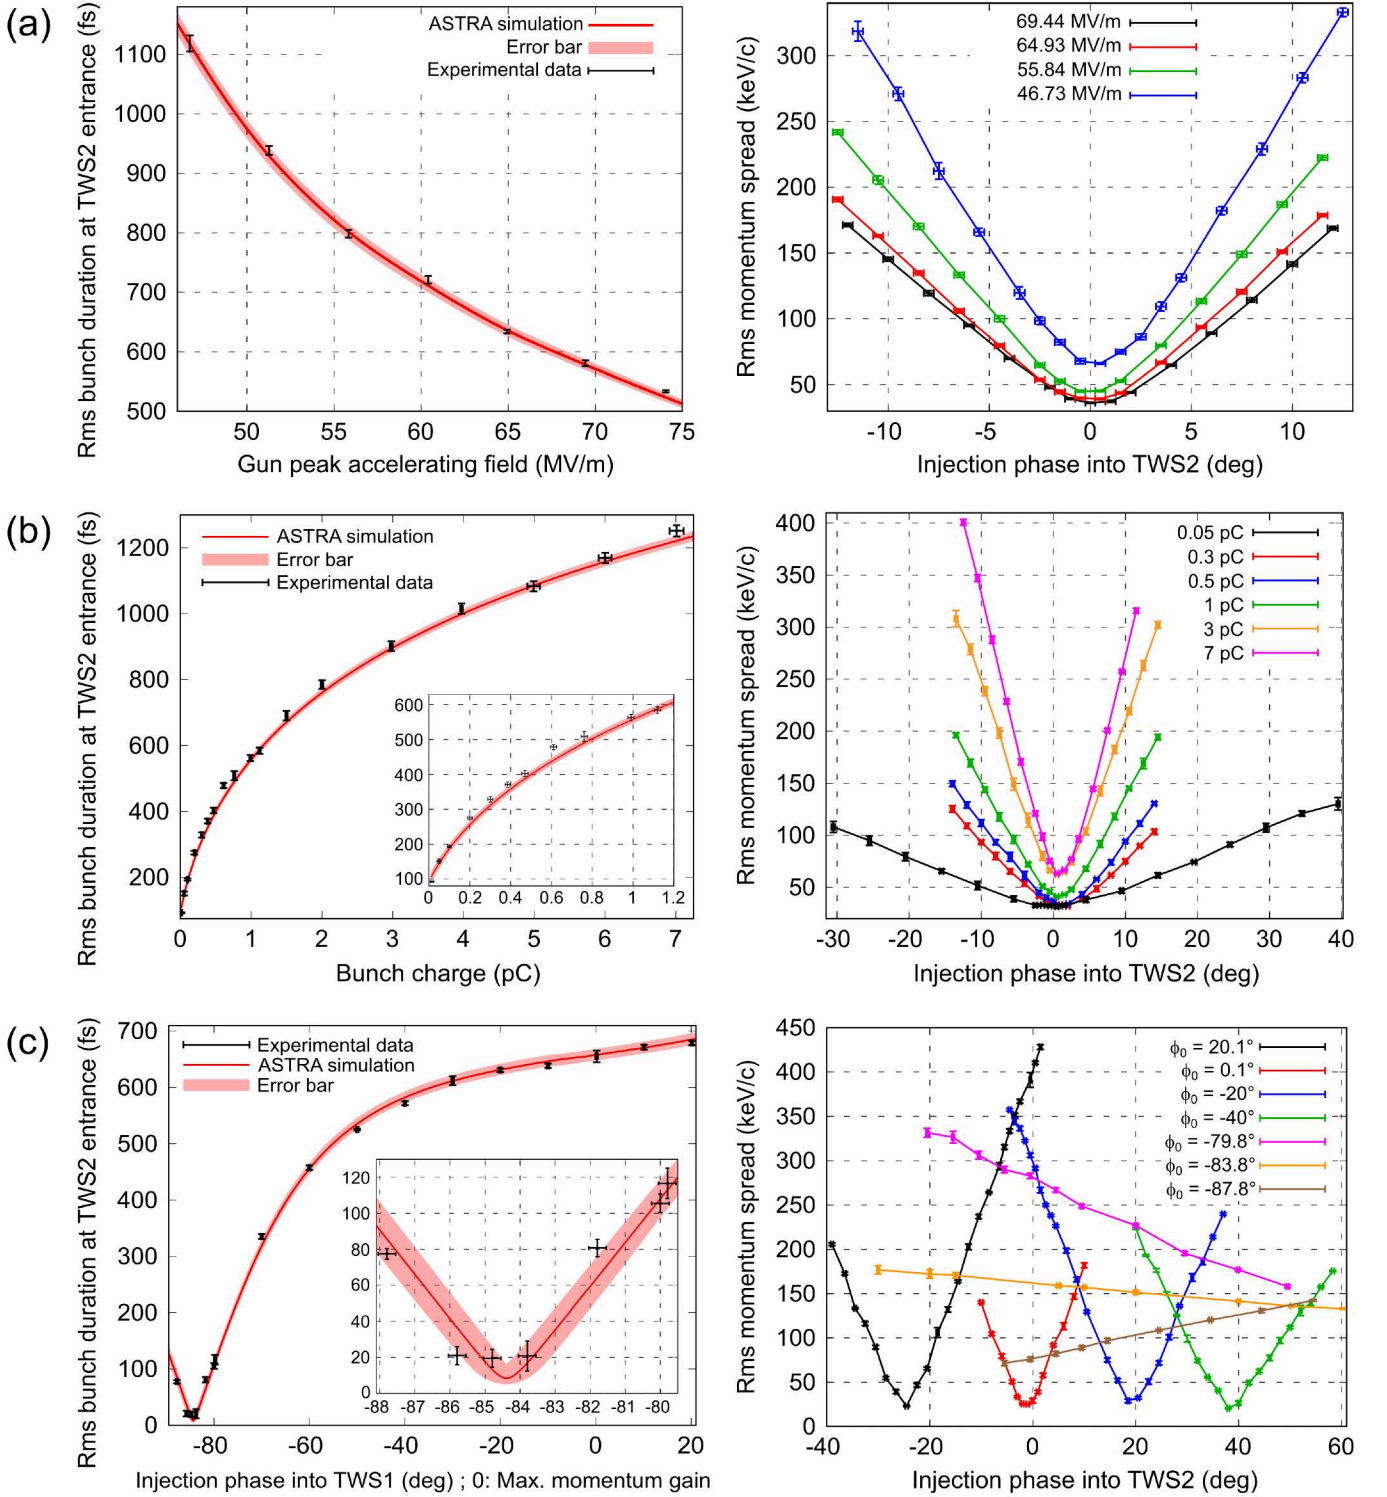 (a)
Rms bunch duration at TWS2 entrance (fs)
1100
1000
900
800
700
600
500
50
55
60
65
70
75
Gun peak accelerating field (MV/m)
ASTRA simulation
Error bar
Experimental data
Rms momentum spread (keV/c)
300
250
200
150
100
50
-10
-5
0
5
10
Injection phase into TWS2 (deg)
69.44 MV/m
64.93 MV/m
55.84 MV/m
46.73 MV/m
(b)
Rms bunch duration at TWS2 entrance (fs)
1200
1000
800
600
400
200
0
1
2
3
4
5
6
7
Bunch charge (pC)
ASTRA simulation
Error bar
Experimental data
600
500
400
300
200
100
0
0.2
0.4
0.6
0.8
1
1.2
Rms momentum spread (keV/c)
400
350
300
250
200
150
100
50
-30
-20
-10
0
10
20
30
40
Injection phase into TWS2 (deg)
0.05 pC
0.3 pC
0.5 pC
1 pC
3 pC
7 pC
(c)
Rms bunch duration at TWS2 entrance (fs)
700
600
500
400
300
200
100
0
-80
-60
-40
-20
0
20
Injection phase into TWS1 (deg) ; 0: Max. momentum gain
Experimental data
ASTRA simulation
Error bar
120
100
80
60
40
20
0
-88
-87
-86
-85
-84
-83
-82
-81
-80
Rms momentum spread (keV/c)
450
400
350
300
250
200
150
100
50
0
-40
-20
0
20
40
60
Injection phase into TWS2 (deg)
ϕ₀ = 20.1°
ϕ₀ = 0.1°
ϕ₀ = -20°
ϕ₀ = -40°
ϕ₀ = -79.8°
ϕ₀ = -83.8°
ϕ₀ = -87.8°